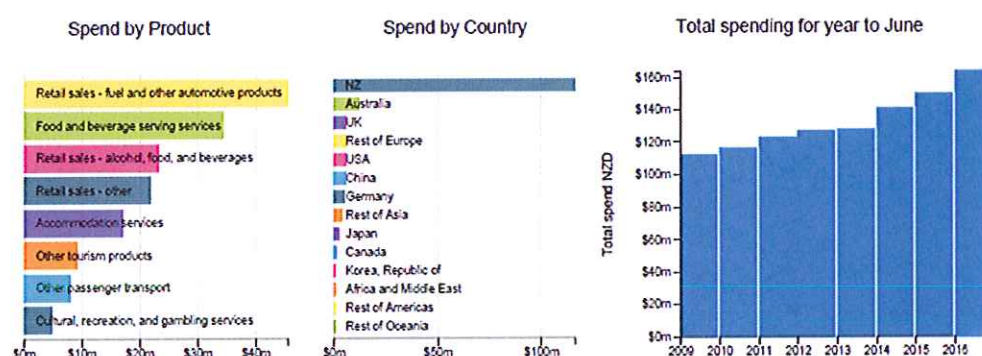 Spend by Product
Retail sales - fuel and other automotive products
Food and beverage serving services
Retail sales - alcohol, food, and beverages
Retail sales - other
Accommodation services
Other tourism products
Other passenger transport
Cultural, recreation, and gambling services
$0m $10m $20m $30m $40m
Spend by Country
NZ
Australia
UK
Rest of Europe
USA
China
Germany
Rest of Asia
Japan
Canada
Korea, Republic of
Africa and Middle East
Rest of Americas
Rest of Oceania
$0m $50m $100m
Total spending for year to June
Total spend NZD
$160m
$140m
$120m
$100m
$80m
$60m
$40m
$20m
$0m
2009 2010 2011 2012 2013 2014 2015 2016